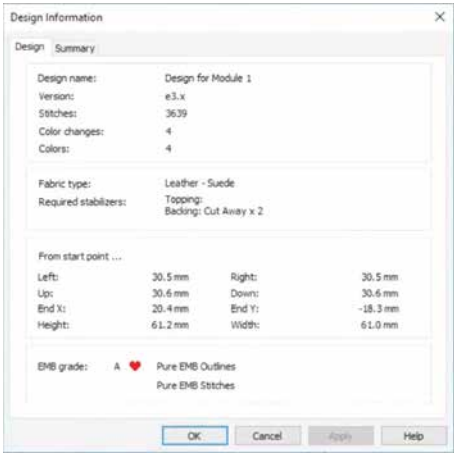 Design Information
Design Summary
Design name: Design for Module 1
Version: e3.x
Stitches: 3639
Color changes: 4
Colors: 4
Fabric type: Leather - Suede
Required stabilizers: Topping:
Backing: Cut Away x 2
From start point ...
Left: 30.5 mm Right: 30.5 mm
Up: 30.6 mm Down: 30.6 mm
End X: 20.4 mm End Y: -18.3 mm
Height: 61.2 mm Width: 61.0 mm
EMB grade: A Pure EMB Outlines
Pure EMB Stitches
OK Cancel Apply Help